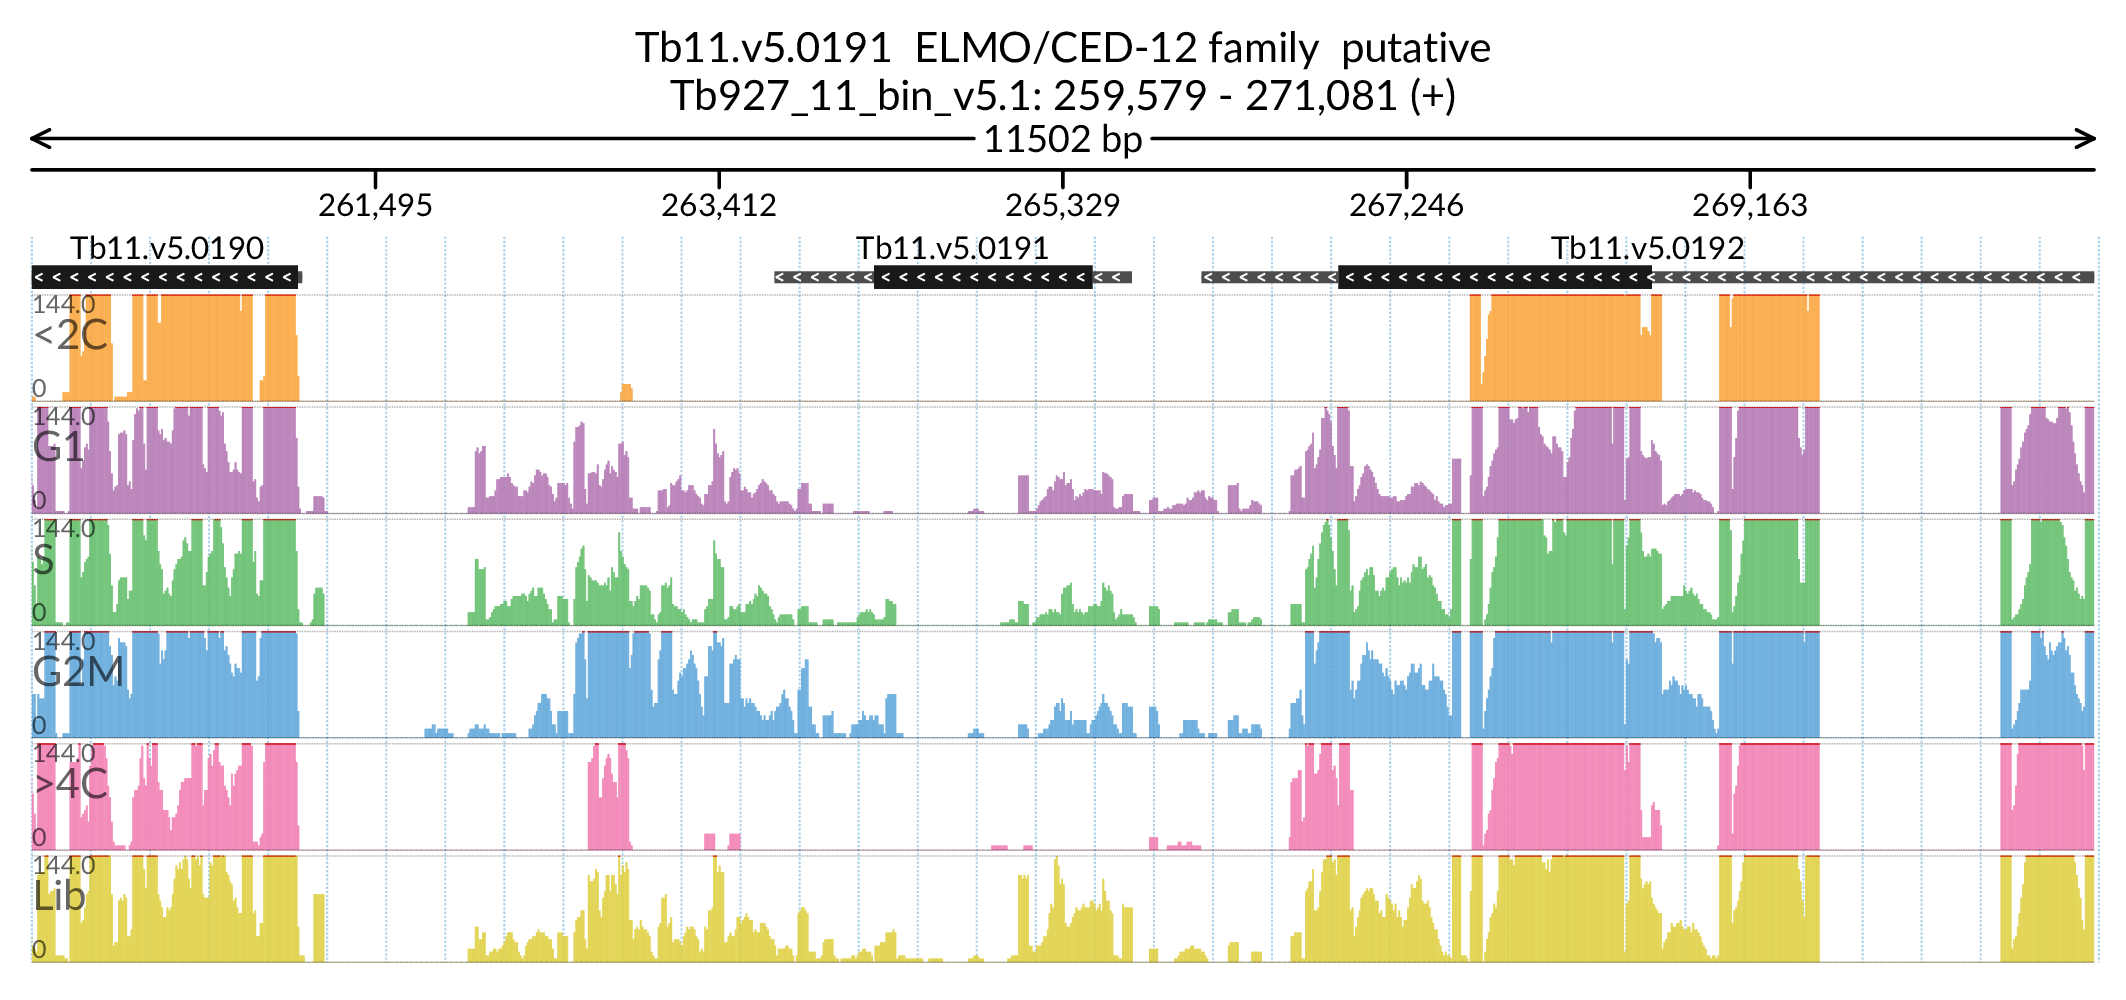 Tb11.v5.0191 ELMO/CED-12 family putative
Tb927_11_bin_v5.1: 259,579 - 271,081 (+)
11502 bp
261,495 263,412 265,329 267,246 269,163
Tb11.v5.0190 Tb11.v5.0191 Tb11.v5.0192
144.0
<2C
0
144.0
G1
0
144.0
S
0
144.0
G2M
0
144.0
>4C
0
144.0
Lib
0